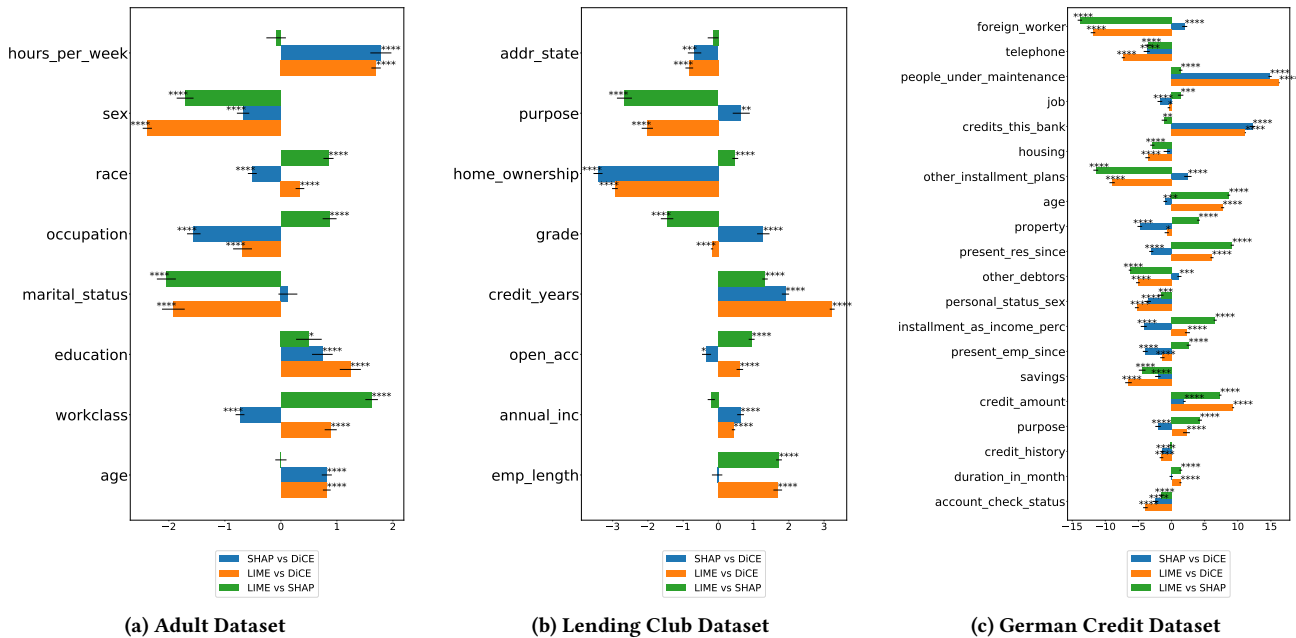 hours_per_week
****
****
sex
****
****
****
race
****
****
****
occupation
****
****
****
marital_status
****
****
education
*
****
****
workclass
****
****
****
age
****
****
−2
−1
0
1
2
SHAP vs DiCE
LIME vs DiCE
LIME vs SHAP
(a) Adult Dataset
addr_state
***
****
purpose
****
**
****
home_ownership
****
****
****
grade
****
****
****
credit_years
****
****
****
open_acc
****
*
****
annual_inc
****
****
emp_length
****
****
−3
−2
−1
0
1
2
3
SHAP vs DiCE
LIME vs DiCE
LIME vs SHAP
(b) Lending Club Dataset
foreign_worker
****
****
****
telephone
****
****
****
people_under_maintenance
****
****
****
job
***
****
*
credits_this_bank
**
****
****
housing
****
*
****
other_installment_plans
****
****
****
age
****
***
****
property
****
****
*
present_res_since
****
****
****
other_debtors
****
***
****
personal_status_sex
***
****
****
installment_as_income_perc
****
****
****
present_emp_since
****
****
****
savings
****
****
****
credit_amount
****
****
****
purpose
****
****
****
credit_history
****
****
duration_in_month
****
****
account_check_status
****
****
****
−15
−10
−5
0
5
10
15
SHAP vs DiCE
LIME vs DiCE
LIME vs SHAP
(c) German Credit Dataset